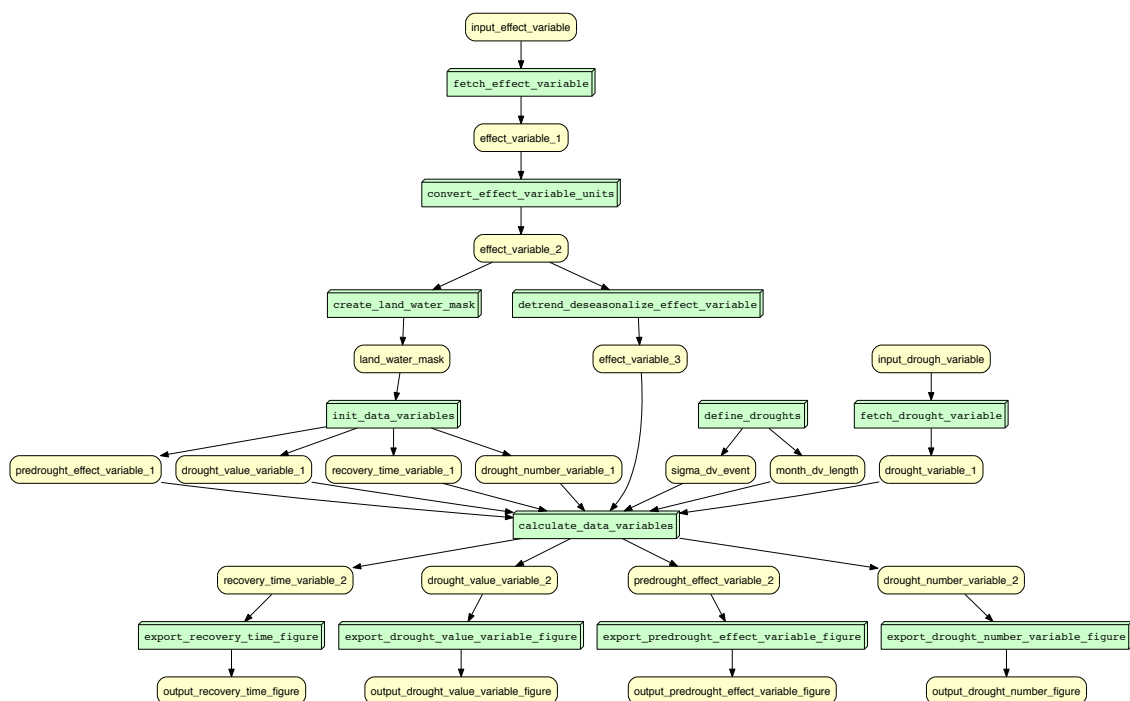 input_effect_variable
fetch_effect_variable
effect_variable_1
convert_effect_variable_units
effect_variable_2
create_land_water_mask
detrend_deseasonalize_effect_variable
land_water_mask
effect_variable_3
input_drough_variable
init_data_variables
define_droughts
fetch_drought_variable
predrought_effect_variable_1
drought_value_variable_1
recovery_time_variable_1
drought_number_variable_1
sigma_dv_event
month_dv_length
drought_variable_1
calculate_data_variables
recovery_time_variable_2
drought_value_variable_2
predrought_effect_variable_2
drought_number_variable_2
export_recovery_time_figure
export_drought_value_variable_figure
export_predrought_effect_variable_figure
export_drought_number_variable_figure
output_recovery_time_figure
output_drought_value_variable_figure
output_predrought_effect_variable_figure
output_drought_number_figure